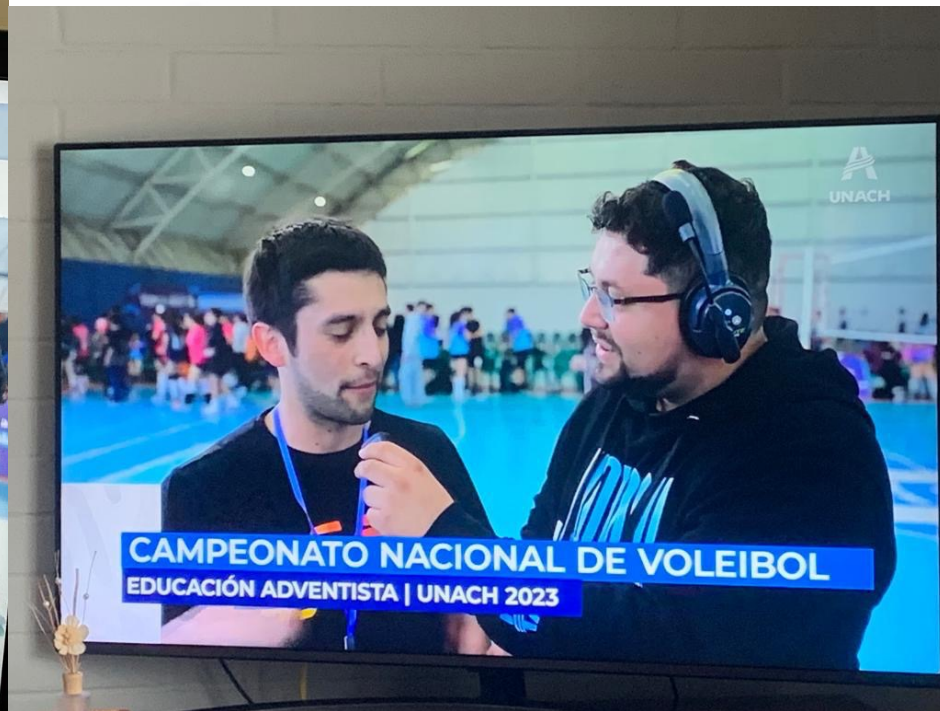 UNACH
CAMPEONATO NACIONAL DE VOLEIBOL
EDUCACIÓN ADVENTISTA | UNACH 2023